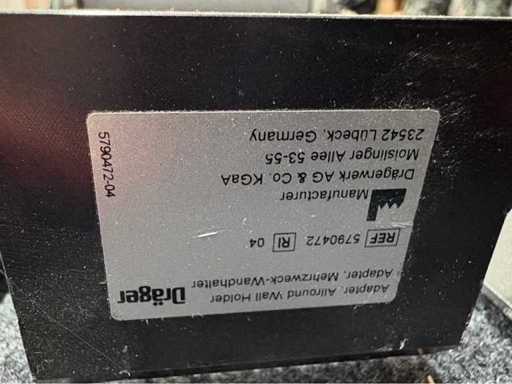 Dräger
Adapter, Allround Wall Holder
Adapter, Mehrzweck-Wandhalter
REF 5790472 RI 04
Manufacturer
Drägerwerk AG & Co. KGaA
Moislinger Allee 53-55
23542 Lübeck, Germany
5790472-04